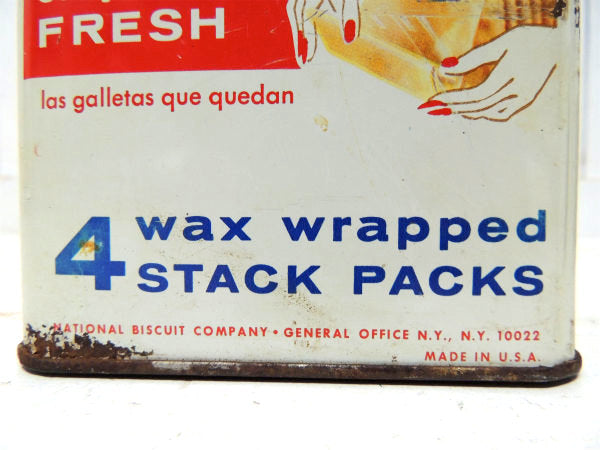 FRESH
las galletas que quedan
4 wax wrapped
STACK PACKS
NATIONAL BISCUIT COMPANY • GENERAL OFFICE N.Y., N.Y. 10022
MADE IN U.S.A.